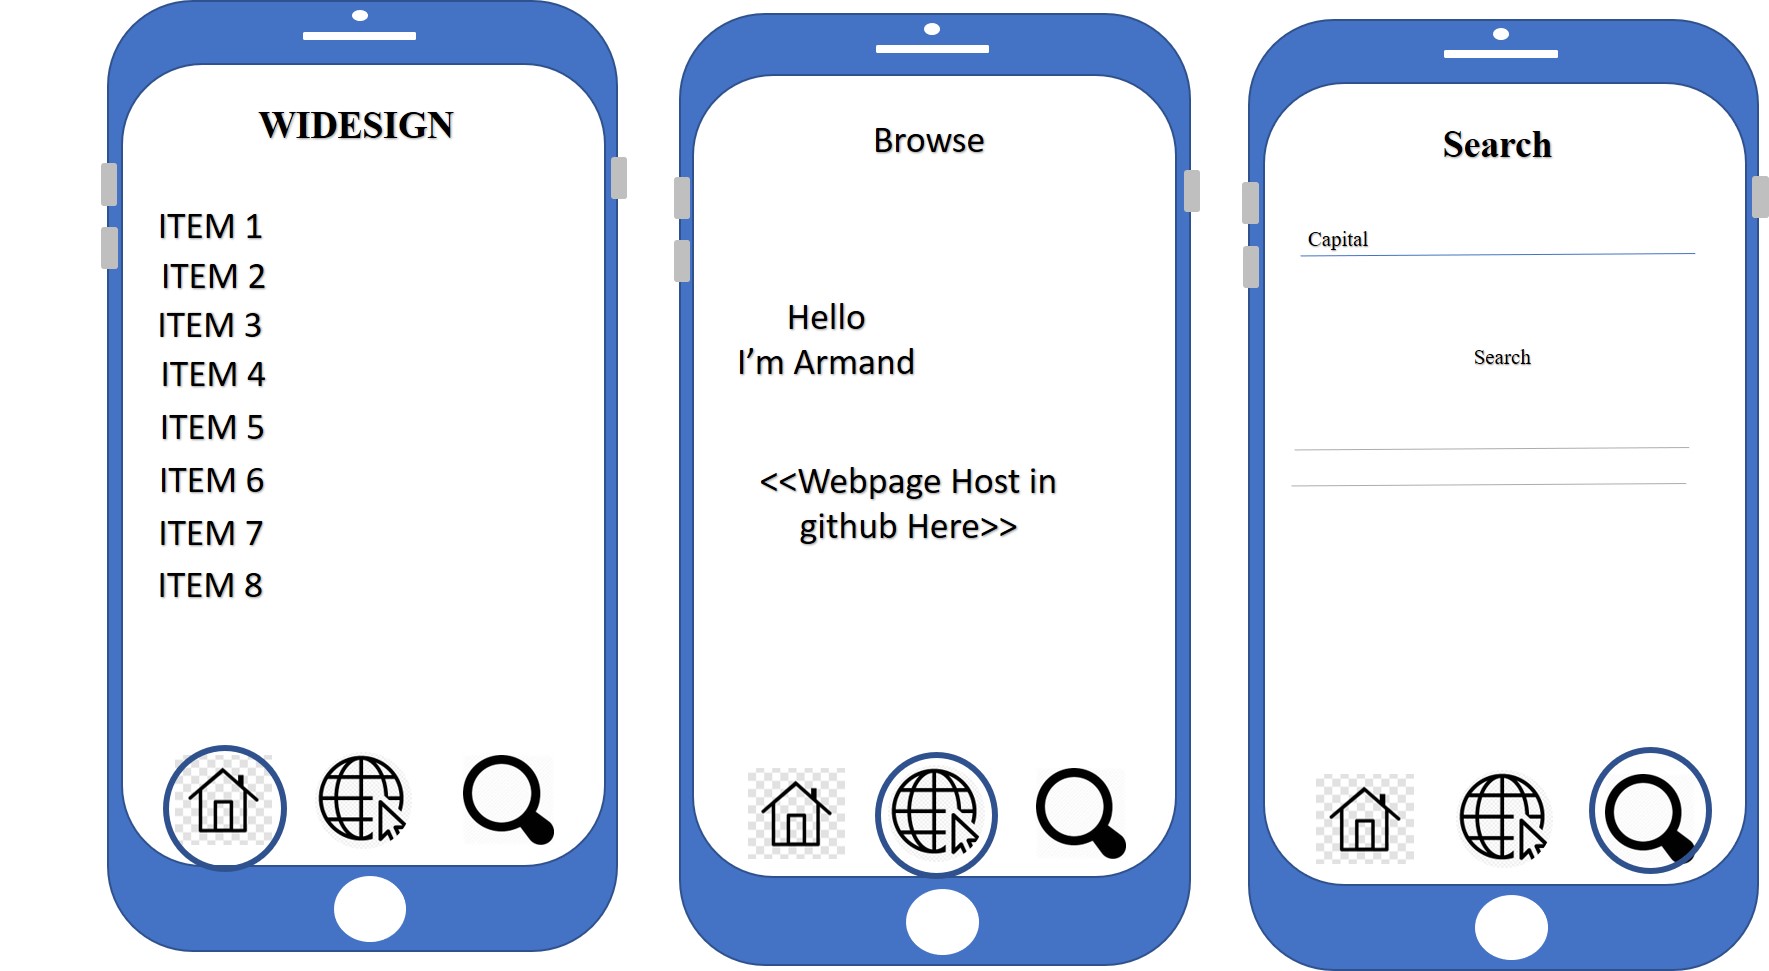 WIDESIGN
ITEM 1
ITEM 2
ITEM 3
ITEM 4
ITEM 5
ITEM 6
ITEM 7
ITEM 8
Browse
Hello
I’m Armand
<<Webpage Host in
github Here>>
Search
Capital
Search